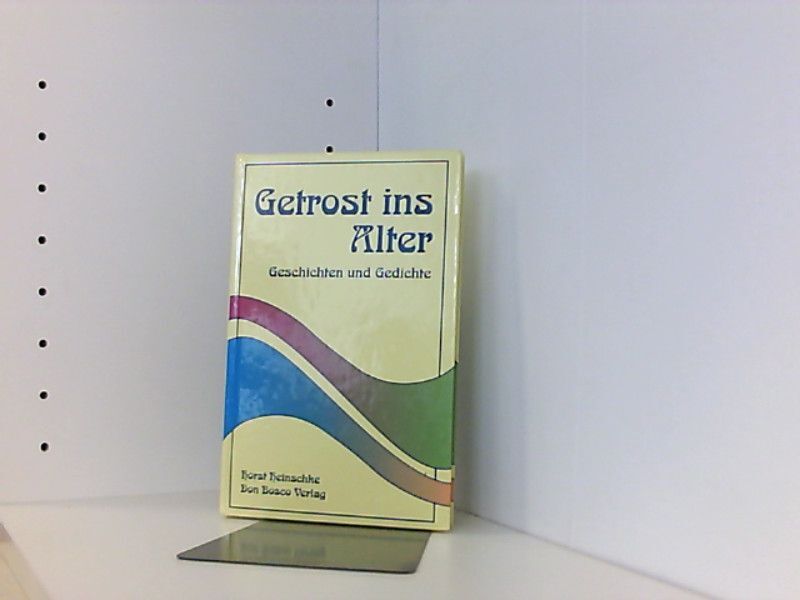 Getrost ins
Alter
Geschichten und Gedichte
Horst Heinschke
Don Bosco Verlag